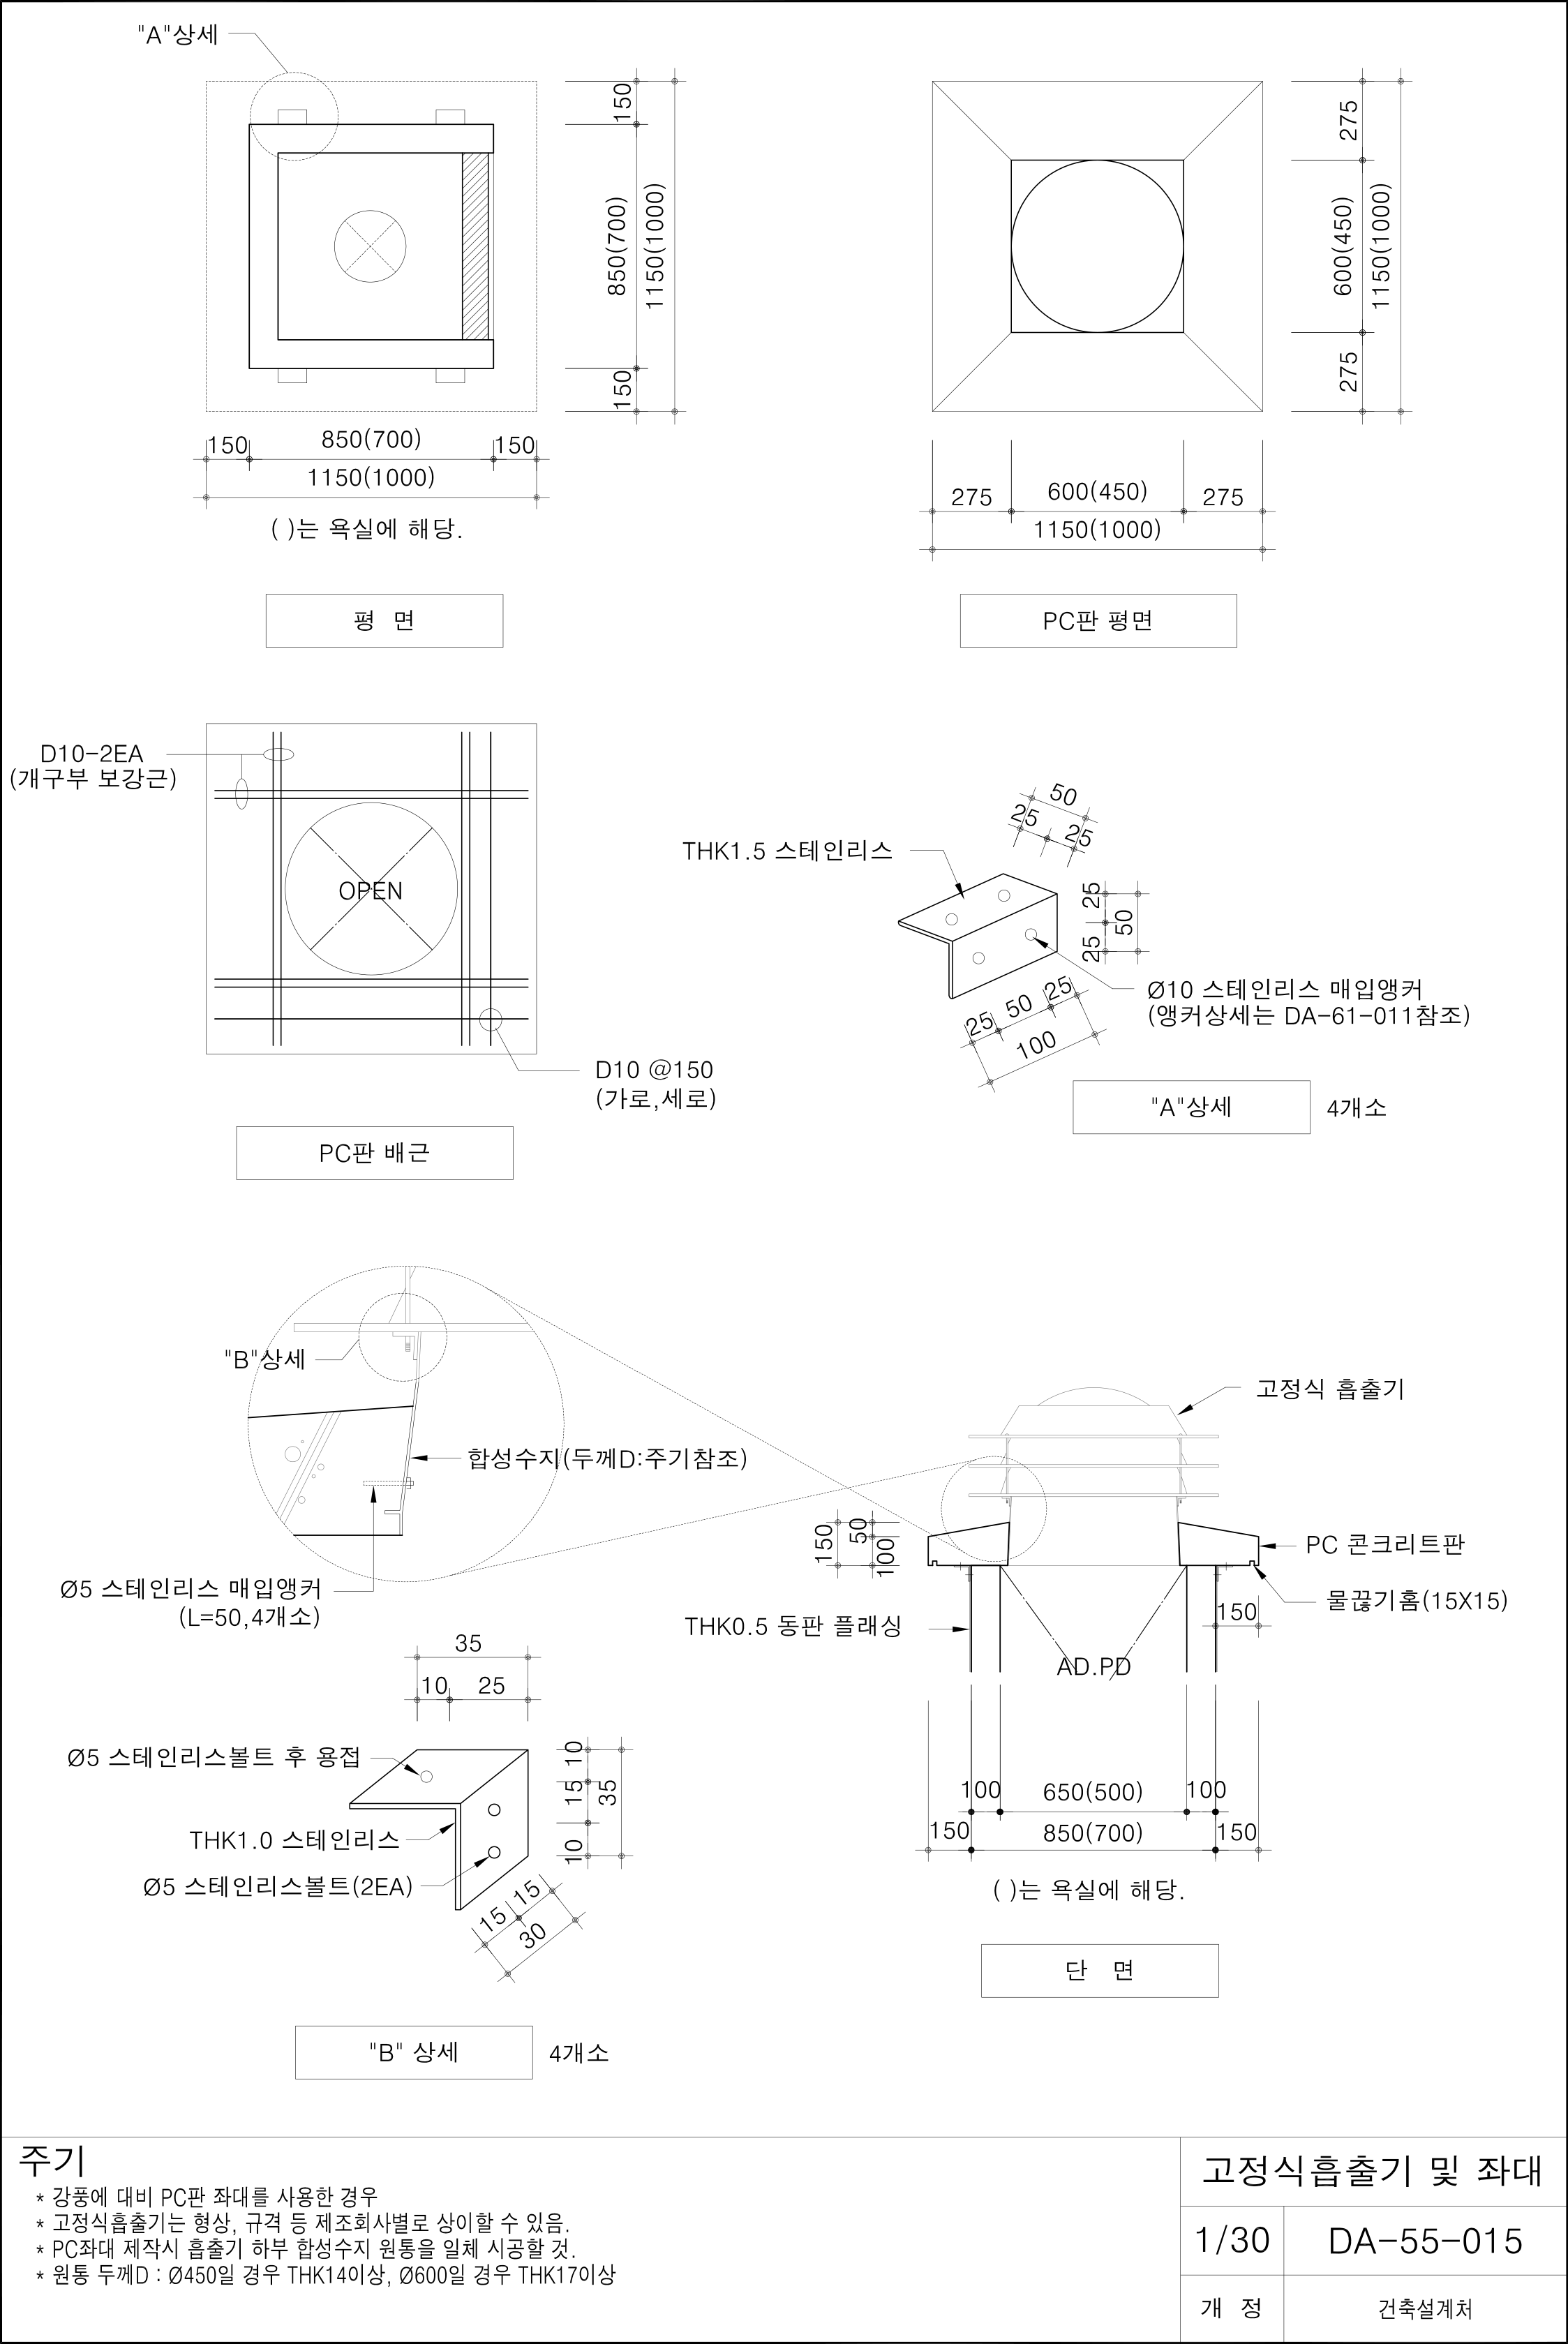 "A"상세
150
850(700)
150
1150(1000)
150
850(700)
150
1150(1000)
( )는 욕실에 해당.
평 면
275
600(450)
275
1150(1000)
275
600(450)
275
1150(1000)
PC판 평면
D10-2EA
(개구부 보강근)
OPEN
D10 @150
(가로,세로)
PC판 배근
THK1.5 스테인리스
50
25
25
25
50
25
25
50
25
100
Ø10 스테인리스 매입앵커
(앵커상세는 DA-61-011참조)
"A"상세
4개소
"B"상세
합성수지(두께D:주기참조)
Ø5 스테인리스 매입앵커
(L=50,4개소)
고정식 흡출기
150
50
100
PC 콘크리트판
물끊기홈(15X15)
150
THK0.5 동판 플래싱
AD.PD
100
650(500)
100
150
850(700)
150
( )는 욕실에 해당.
단 면
35
10
25
Ø5 스테인리스볼트 후 용접
10
15
35
10
THK1.0 스테인리스
Ø5 스테인리스볼트(2EA)
15
15
30
"B" 상세
4개소
주기
* 강풍에 대비 PC판 좌대를 사용한 경우
* 고정식흡출기는 형상, 규격 등 제조회사별로 상이할 수 있음.
* PC좌대 제작시 흡출기 하부 합성수지 원통을 일체 시공할 것.
* 원통 두께D : Ø450일 경우 THK14이상, Ø600일 경우 THK17이상
고정식흡출기 및 좌대
1/30
DA-55-015
개 정
건축설계처